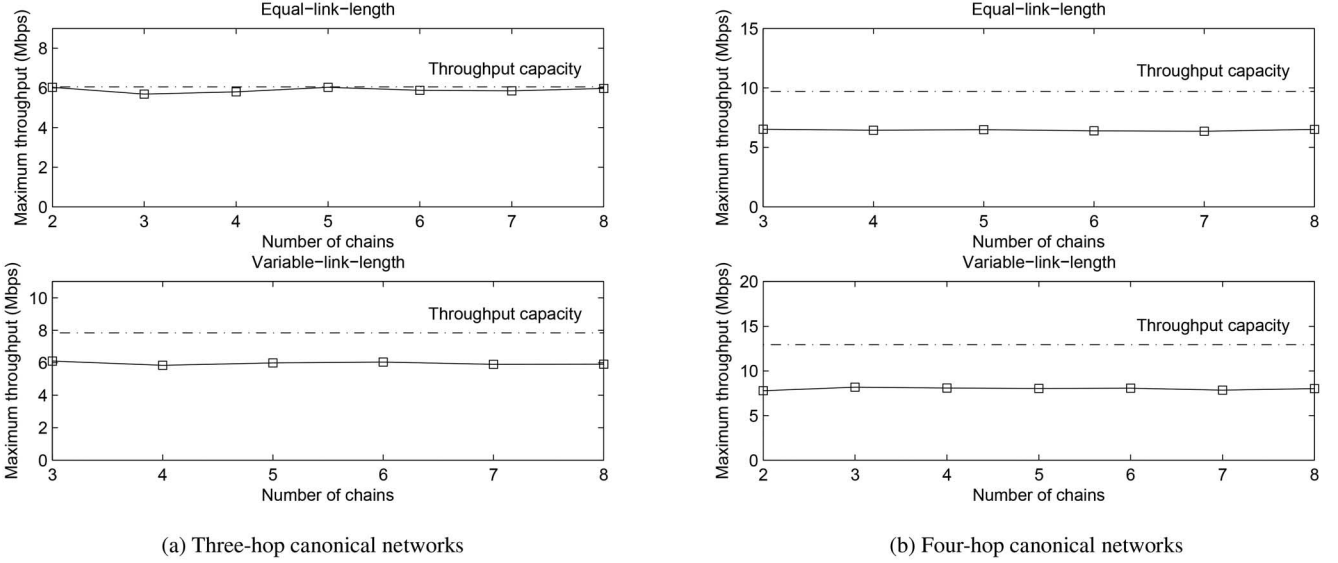 Equal−link−length
Maximum throughput (Mbps)
8
6
4
2
0
Throughput capacity
2 3 4 5 6 7 8
Number of chains
Variable−link−length
Maximum throughput (Mbps)
10
8
6
4
2
0
Throughput capacity
3 4 5 6 7 8
Number of chains
(a) Three-hop canonical networks
Equal−link−length
Maximum throughput (Mbps)
15
10
5
0
Throughput capacity
3 4 5 6 7 8
Number of chains
Variable−link−length
Maximum throughput (Mbps)
20
15
10
5
0
Throughput capacity
2 3 4 5 6 7 8
Number of chains
(b) Four-hop canonical networks